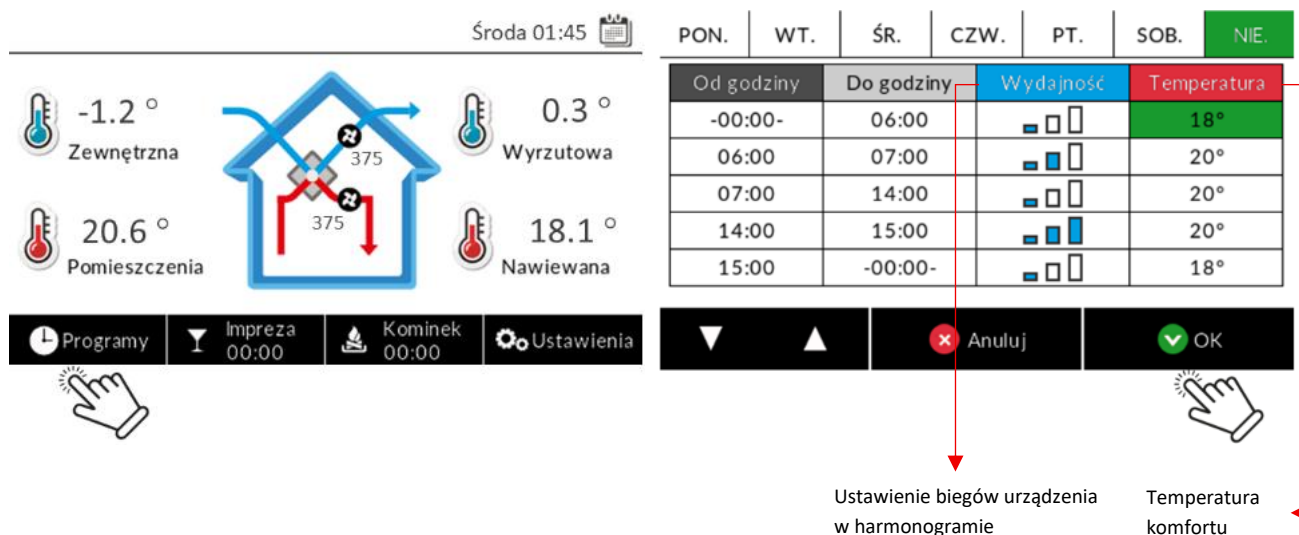 Środa 01:45
-1.2 °
Zewnętrzna
0.3 °
Wyrzutowa
375
375
20.6 °
Pomieszczenia
18.1 °
Nawiewana
Programy
Impreza
00:00
Kominek
00:00
Ustawienia
PON. WT. ŚR. CZW. PT. SOB. NIE.
Od godziny Do godziny Wydajność Temperatura
-00:00- 06:00 18°
06:00 07:00 20°
07:00 14:00 20°
14:00 15:00 20°
15:00 -00:00- 18°
Anuluj OK
Ustawienie biegów urządzenia
w harmonogramie
Temperatura
komfortu